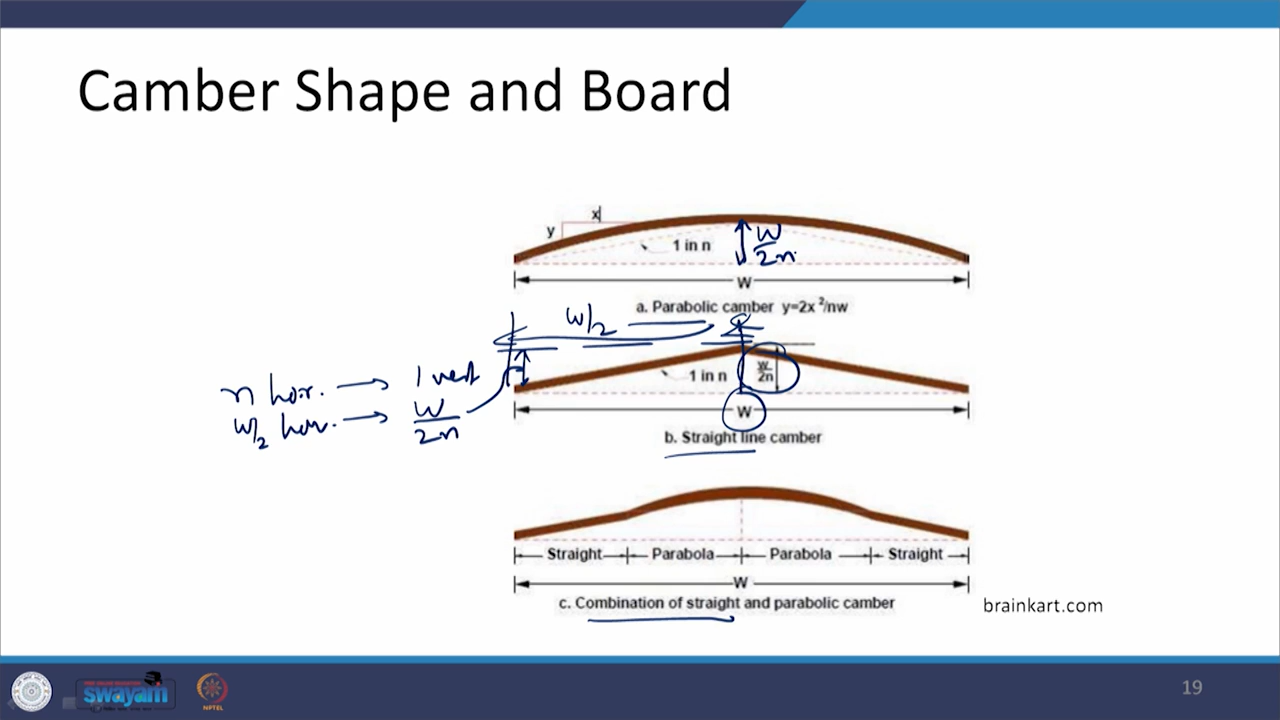 Camber Shape and Board
x
y
1 in n
W
2n
W
a. Parabolic camber y=2x²/nw
W/2
n hor. → 1 vert
W/2 hor. → W
2n
1 in n
w
2n
W
b. Straight line camber
Straight Parabola Parabola Straight
W
c. Combination of straight and parabolic camber
brainkart.com
swayam
NPTEL
19